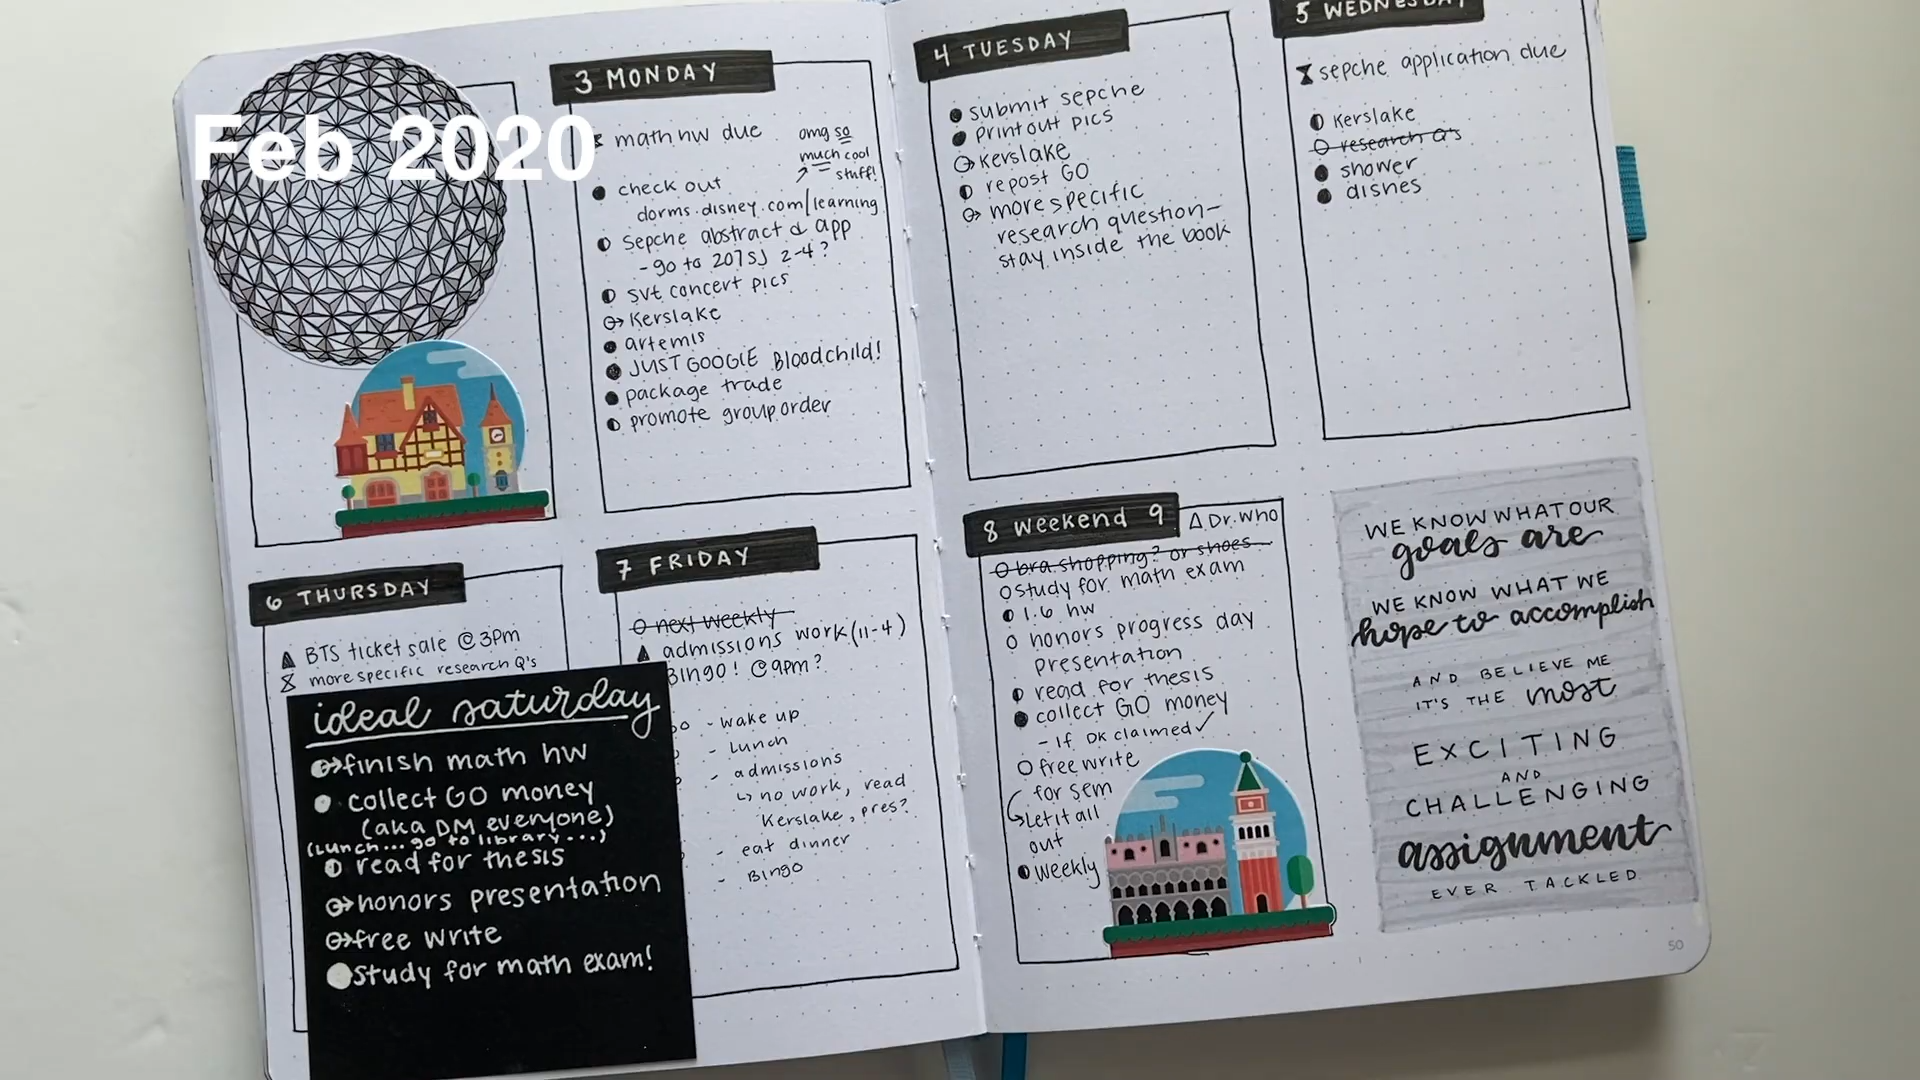 Feb 2020
3 MONDAY
math hw due
omg so
much cool
stuff!
check out
dorms.disney.com/learning
Sepche abstract & app
- go to 207 SJ 2-4?
svt concert pics
Kerslake
artemis
JUST GOOGLE Bloodchild!
package trade
promote group order
4 TUESDAY
submit sepche
print out pics
Kerslake
repost GO
more specific
research question-
stay inside the book
5 WEDNESDAY
sepche application due
Kerslake
research Q's
shower
dishes
6 THURSDAY
BTS ticket sale @ 3pm
more specific research Q's
ideal saturday
finish math hw
collect GO money
(aka DM everyone)
(Lunch... go to library...)
read for thesis
honors presentation
free write
study for math exam!
7 FRIDAY
next weekly
admissions work (11-4)
Bingo! @ 9pm?
- wake up
- Lunch
- admissions
↳ no work, read
Kerslake, pres?
- eat dinner
- Bingo
8 weekend 9
Dr. Who
bra shopping? or shoes...
study for math exam
1.6 hw
honors progress day
presentation
read for thesis
collect GO money
- If DK claimed ✓
free write
for sem
Let it all
out
weekly
WE KNOW WHAT OUR
goals are
WE KNOW WHAT WE
hope to accomplish
AND BELIEVE ME
IT'S THE most
EXCITING
AND
CHALLENGING
assignment
EVER TACKLED
50